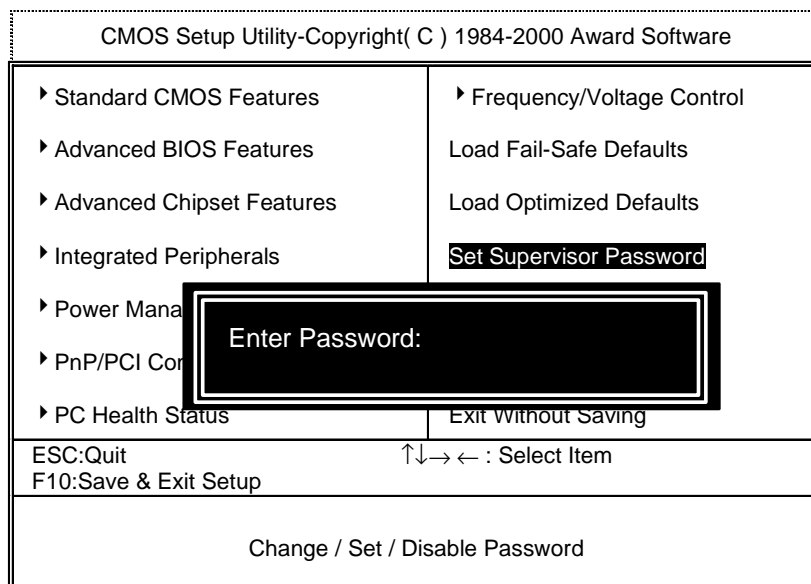 CMOS Setup Utility-Copyright( C ) 1984-2000 Award Software
Standard CMOS Features
Advanced BIOS Features
Advanced Chipset Features
Integrated Peripherals
Power Mana
PnP/PCI Con
PC Health Status
Frequency/Voltage Control
Load Fail-Safe Defaults
Load Optimized Defaults
Set Supervisor Password
Exit Without Saving
Enter Password:
ESC:Quit ↑↓→ ← : Select Item
F10:Save & Exit Setup
Change / Set / Disable Password